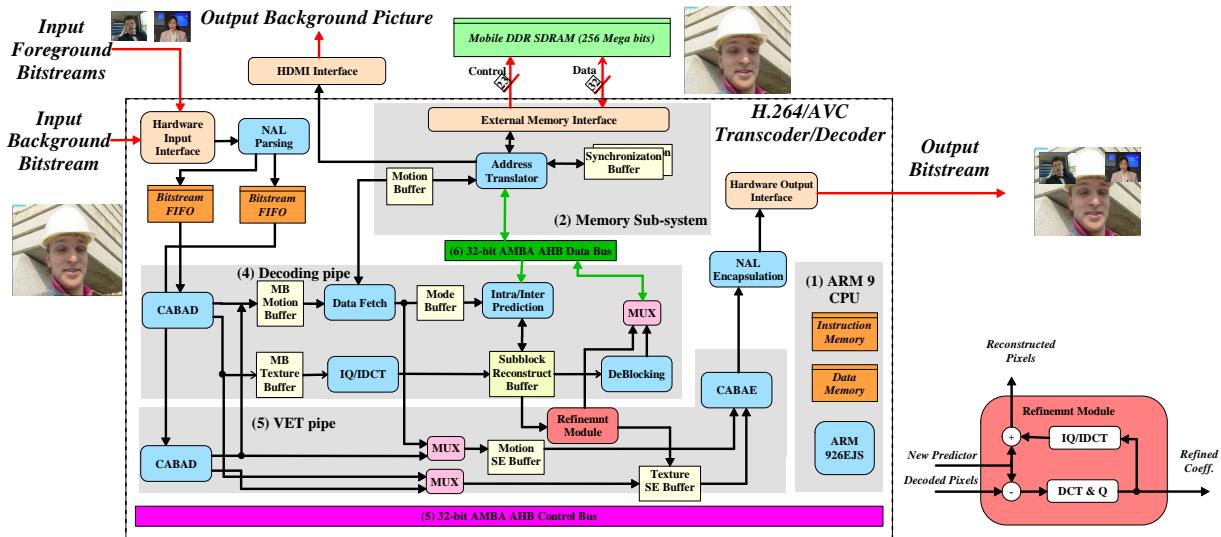 Input
Foreground
Bitstreams
Output Background Picture
HDMI Interface
Mobile DDR SDRAM (256 Mega bits)
Control
Data
32
H.264/AVC
Transcoder/Decoder
Input
Background
Bitstream
Hardware
Input
Interface
NAL
Parsing
Bitstream
FIFO
Bitstream
FIFO
External Memory Interface
Address
Translator
Motion
Buffer
Synchronizaton
Buffer
(2) Memory Sub-system
Hardware Output
Interface
Output
Bitstream
(6) 32-bit AMBA AHB Data Bus
NAL
Encapsulation
(4) Decoding pipe
CABAD
MB
Motion
Buffer
Data Fetch
Mode
Buffer
Intra/Inter
Prediction
MUX
MB
Texture
Buffer
IQ/IDCT
Subblock
Reconstruct
Buffer
DeBlocking
CABAE
(1) ARM 9
CPU
Instruction
Memory
Data
Memory
ARM
926EJS
(5) VET pipe
CABAD
MUX
Motion
SE Buffer
Refinemnt
Module
MUX
Texture
SE Buffer
(5) 32-bit AMBA AHB Control Bus
Reconstructed
Pixels
Refinemnt Module
+
IQ/IDCT
New Predictor
Decoded Pixels
-
DCT & Q
Refined
Coeff.